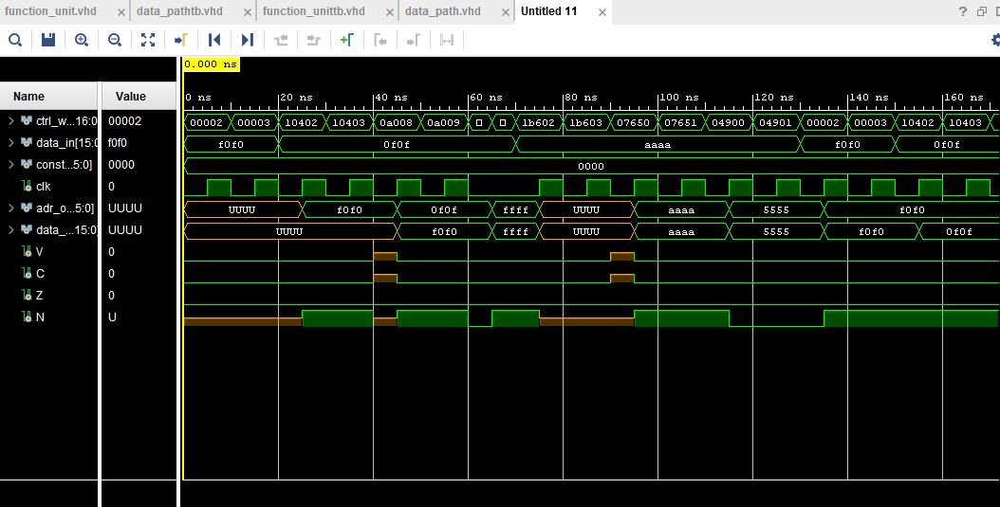 function_unit.vhd × data_pathtb.vhd × function_unittb.vhd × data_path.vhd × Untitled 11 ×
0.000 ns
Name Value 0 ns 20 ns 40 ns 60 ns 80 ns 100 ns 120 ns 140 ns 160 ns
ctrl_w...16:0 00002 00002 00003 10402 10403 0a008 0a009 1b602 1b603 07650 07651 04900 04901 00002 00003 10402 10403
data_in[15:0 f0f0 f0f0 0f0f aaaa f0f0 0f0f
const...5:0] 0000 0000
clk 0
adr_o...5:0] UUUU UUUU f0f0 0f0f ffff UUUU aaaa 5555 f0f0
data_...15:0 UUUU UUUU f0f0 ffff UUUU aaaa 5555 f0f0 0f0f
V 0
C 0
Z 0
N U